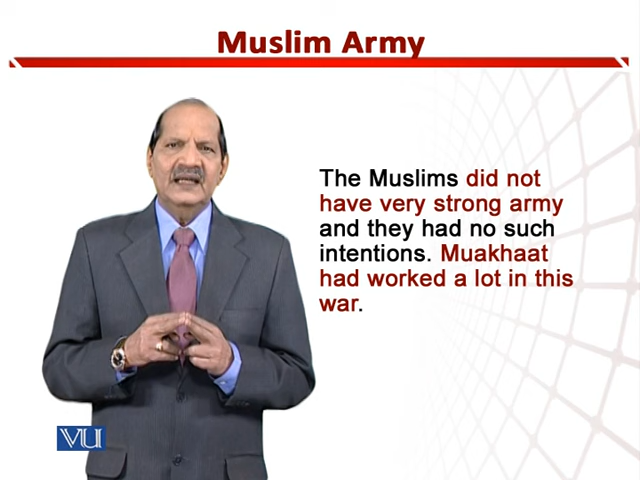 Muslim Army
The Muslims did not
have very strong army
and they had no such
intentions. Muakhaat
had worked a lot in this
war.
VU